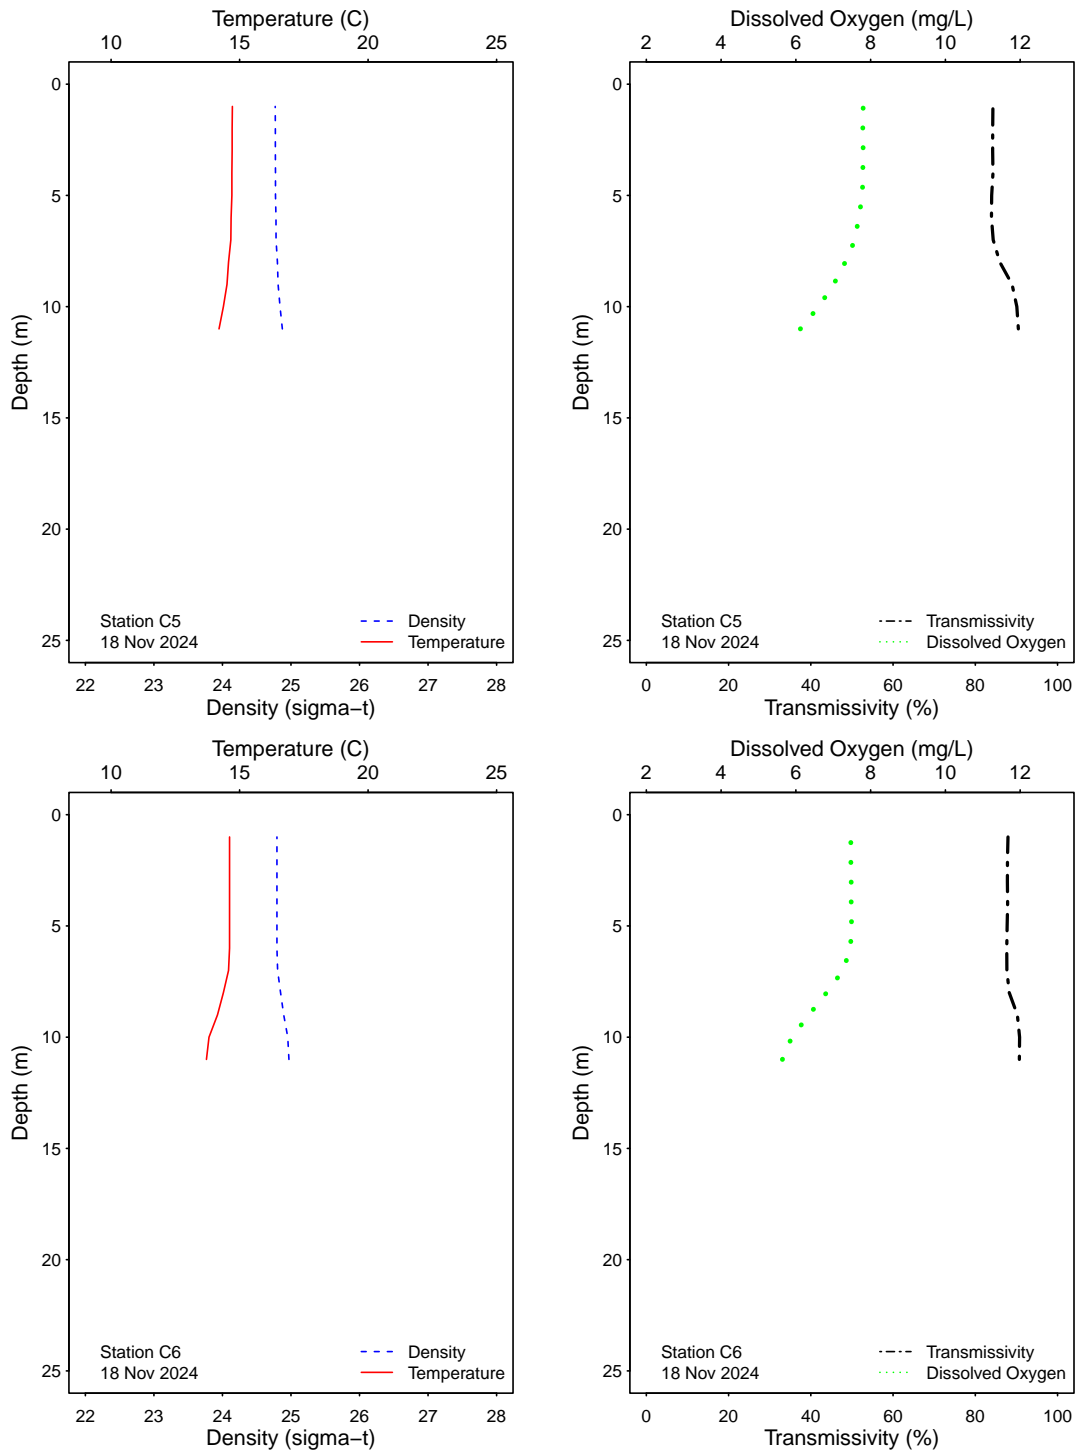 Temperature (C)
10 15 20 25
0
5
10
15
20
25
Depth (m)
Station C5
18 Nov 2024
Density
Temperature
22 23 24 25 26 27 28
Density (sigma−t)
Dissolved Oxygen (mg/L)
2 4 6 8 10 12
0
5
10
15
20
25
Depth (m)
Station C5
18 Nov 2024
Transmissivity
Dissolved Oxygen
0 20 40 60 80 100
Transmissivity (%)
Temperature (C)
10 15 20 25
0
5
10
15
20
25
Depth (m)
Station C6
18 Nov 2024
Density
Temperature
22 23 24 25 26 27 28
Density (sigma−t)
Dissolved Oxygen (mg/L)
2 4 6 8 10 12
0
5
10
15
20
25
Depth (m)
Station C6
18 Nov 2024
Transmissivity
Dissolved Oxygen
0 20 40 60 80 100
Transmissivity (%)